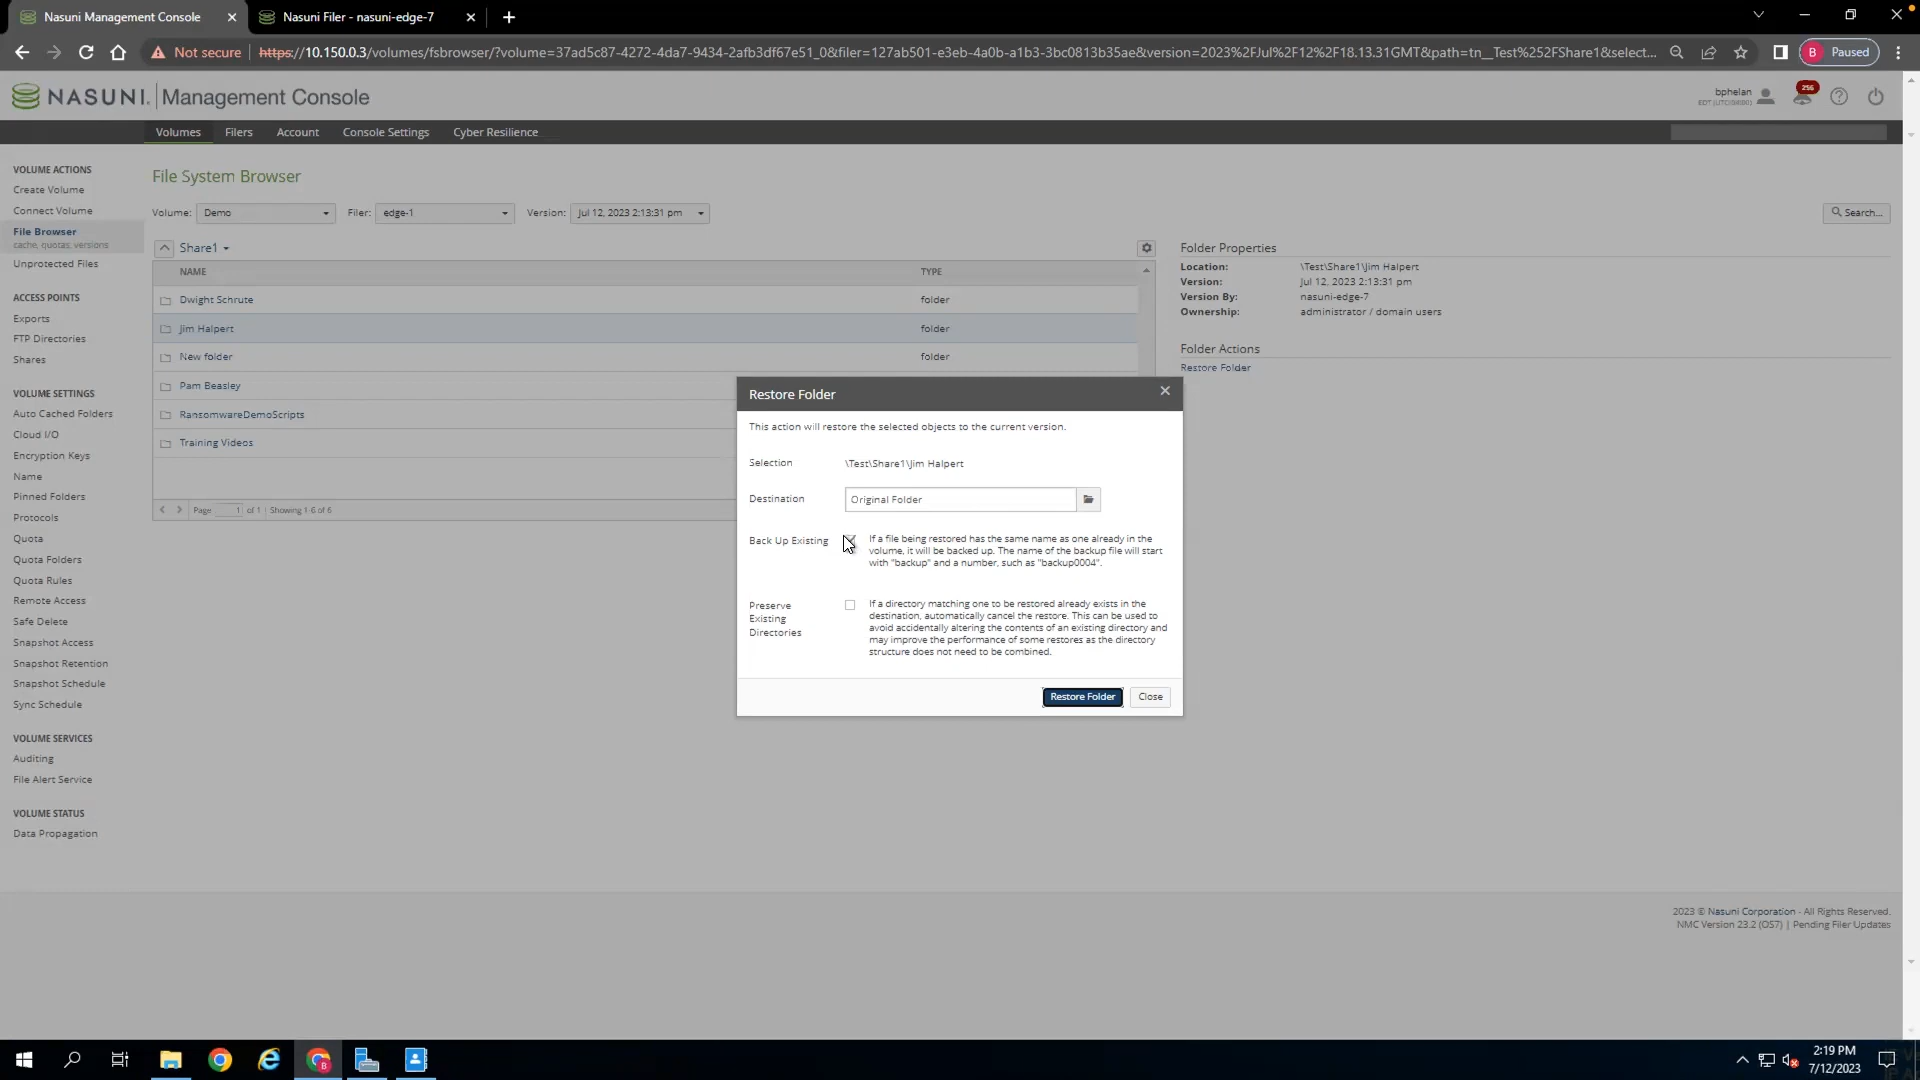 Nasuni Management Console
Nasuni Filer - nasuni-edge-7
Not secure
https://10.150.0.3/volumes/fsbrowser/?volume=37ad5c87-4272-4da7-9434-2afb3df67e51_0&filer=127ab501-e3eb-4a0b-a1b3-3bc0813b35ae&version=2023%2FJul%2F12%2F18.13.31GMT&path=tn__Test%252FShare1&select...
B Paused
NASUNI. Management Console
bphelan
256
Volumes
Filers
Account
Console Settings
Cyber Resilience
VOLUME ACTIONS
Create Volume
Connect Volume
File Browser
cache, quotas, versions
Unprotected Files
ACCESS POINTS
Exports
FTP Directories
Shares
VOLUME SETTINGS
Auto Cached Folders
Cloud I/O
Encryption Keys
Name
Pinned Folders
Protocols
Quota
Quota Folders
Quota Rules
Remote Access
Safe Delete
Snapshot Access
Snapshot Retention
Snapshot Schedule
Sync Schedule
VOLUME SERVICES
Auditing
File Alert Service
VOLUME STATUS
Data Propagation
File System Browser
Volume: Demo
Filer: edge-1
Version: Jul 12, 2023 2:13:31 pm
Search...
Share1
NAME TYPE
Dwight Schrute folder
Jim Halpert folder
New folder folder
Pam Beasley
RansomwareDemoScripts
Training Videos
Page 1 of 1 | Showing 1-6 of 6
Folder Properties
Location: \Test\Share1\Jim Halpert
Version: Jul 12, 2023 2:13:31 pm
Version By: nasuni-edge-7
Ownership: administrator / domain users
Folder Actions
Restore Folder
Restore Folder
This action will restore the selected objects to the current version.
Selection \Test\Share1\Jim Halpert
Destination Original Folder
Back Up Existing
If a file being restored has the same name as one already in the
volume, it will be backed up. The name of the backup file will start
with "backup" and a number, such as "backup0004".
Preserve
Existing
Directories
If a directory matching one to be restored already exists in the
destination, automatically cancel the restore. This can be used to
avoid accidentally altering the contents of an existing directory and
may improve the performance of some restores as the directory
structure does not need to be combined.
Restore Folder
Close
2023 © Nasuni Corporation - All Rights Reserved.
NMC Version 23.2 (OS7) | Pending Filer Updates
2:19 PM
7/12/2023